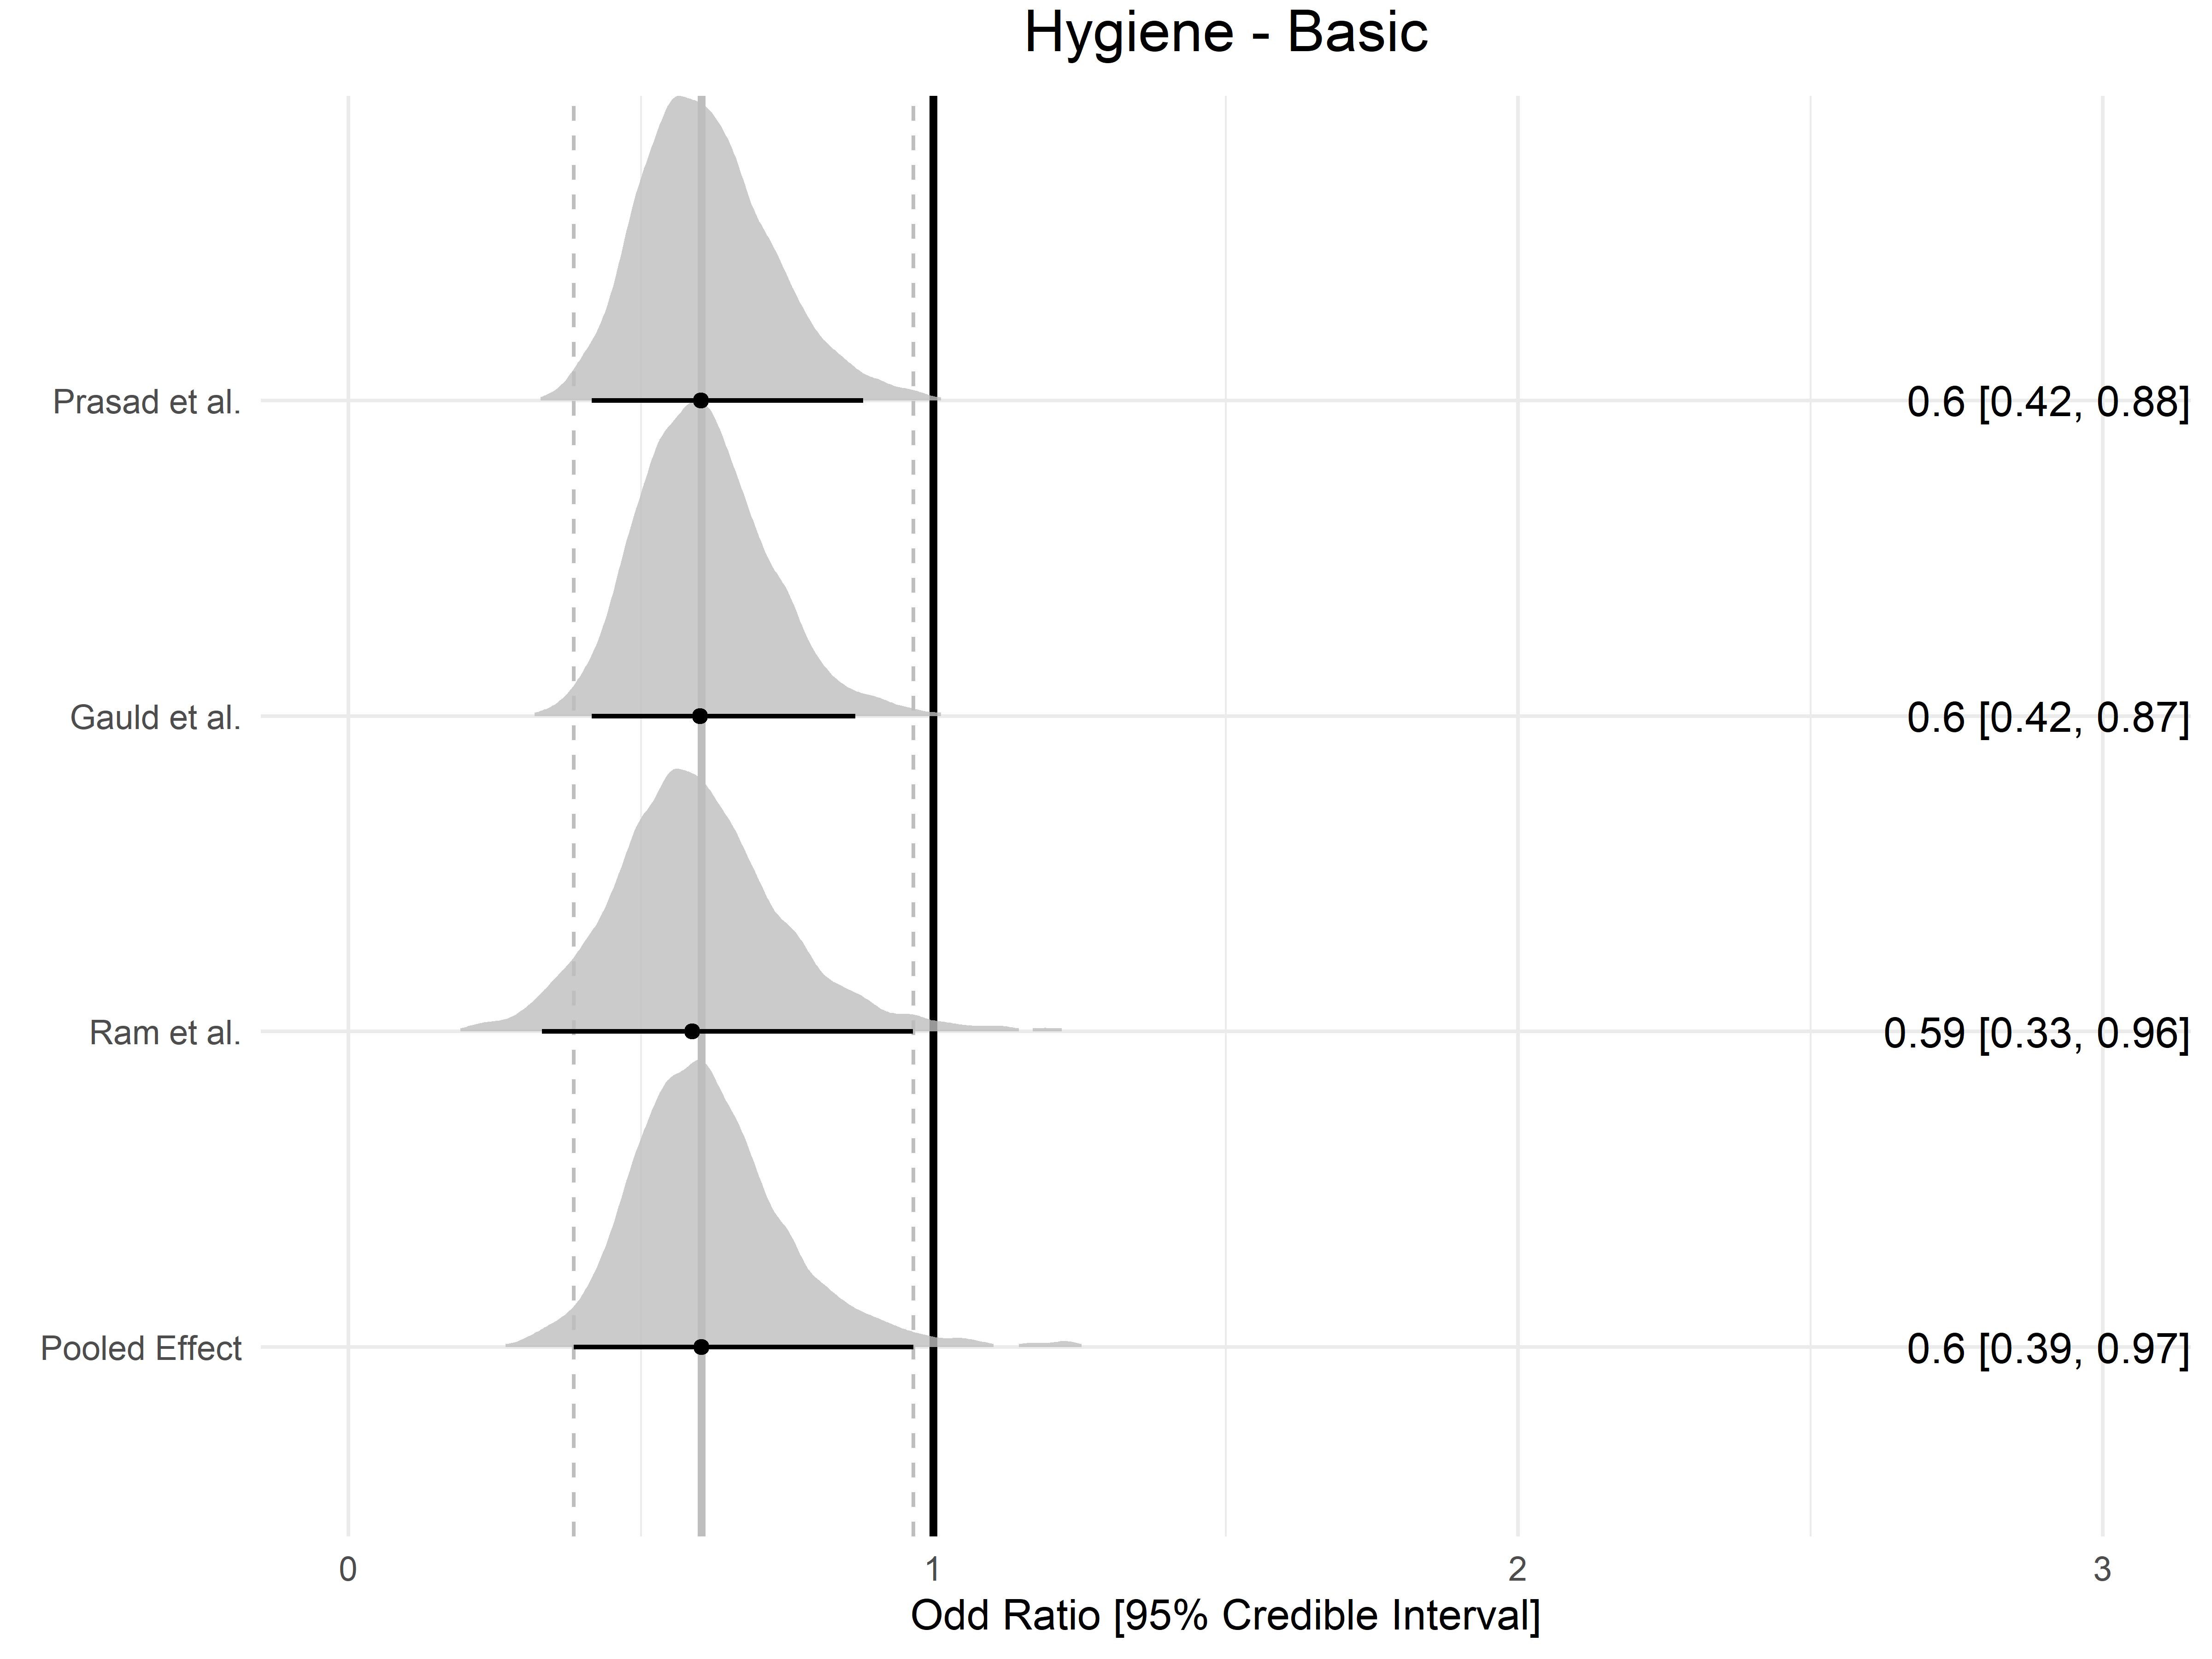 Hygiene - Basic
Prasad et al.
0.6 [0.42, 0.88]
Gauld et al.
0.6 [0.42, 0.87]
Ram et al.
0.59 [0.33, 0.96]
Pooled Effect
0.6 [0.39, 0.97]
0
1
2
3
Odd Ratio [95% Credible Interval]